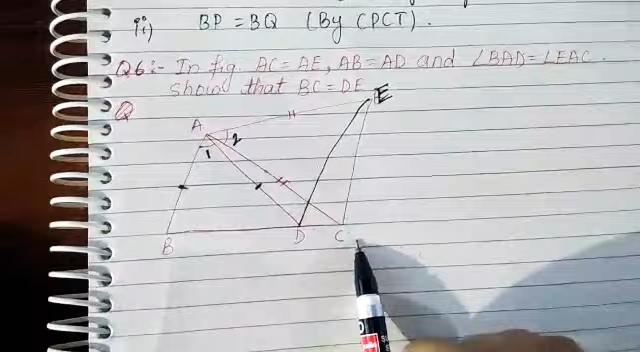 ii) BP = BQ (By CPCT).
Q6:- In fig. AC = AE, AB = AD and ∠BAD = ∠EAC.
show that BC = DE
Q
E
A
1 2
B D C